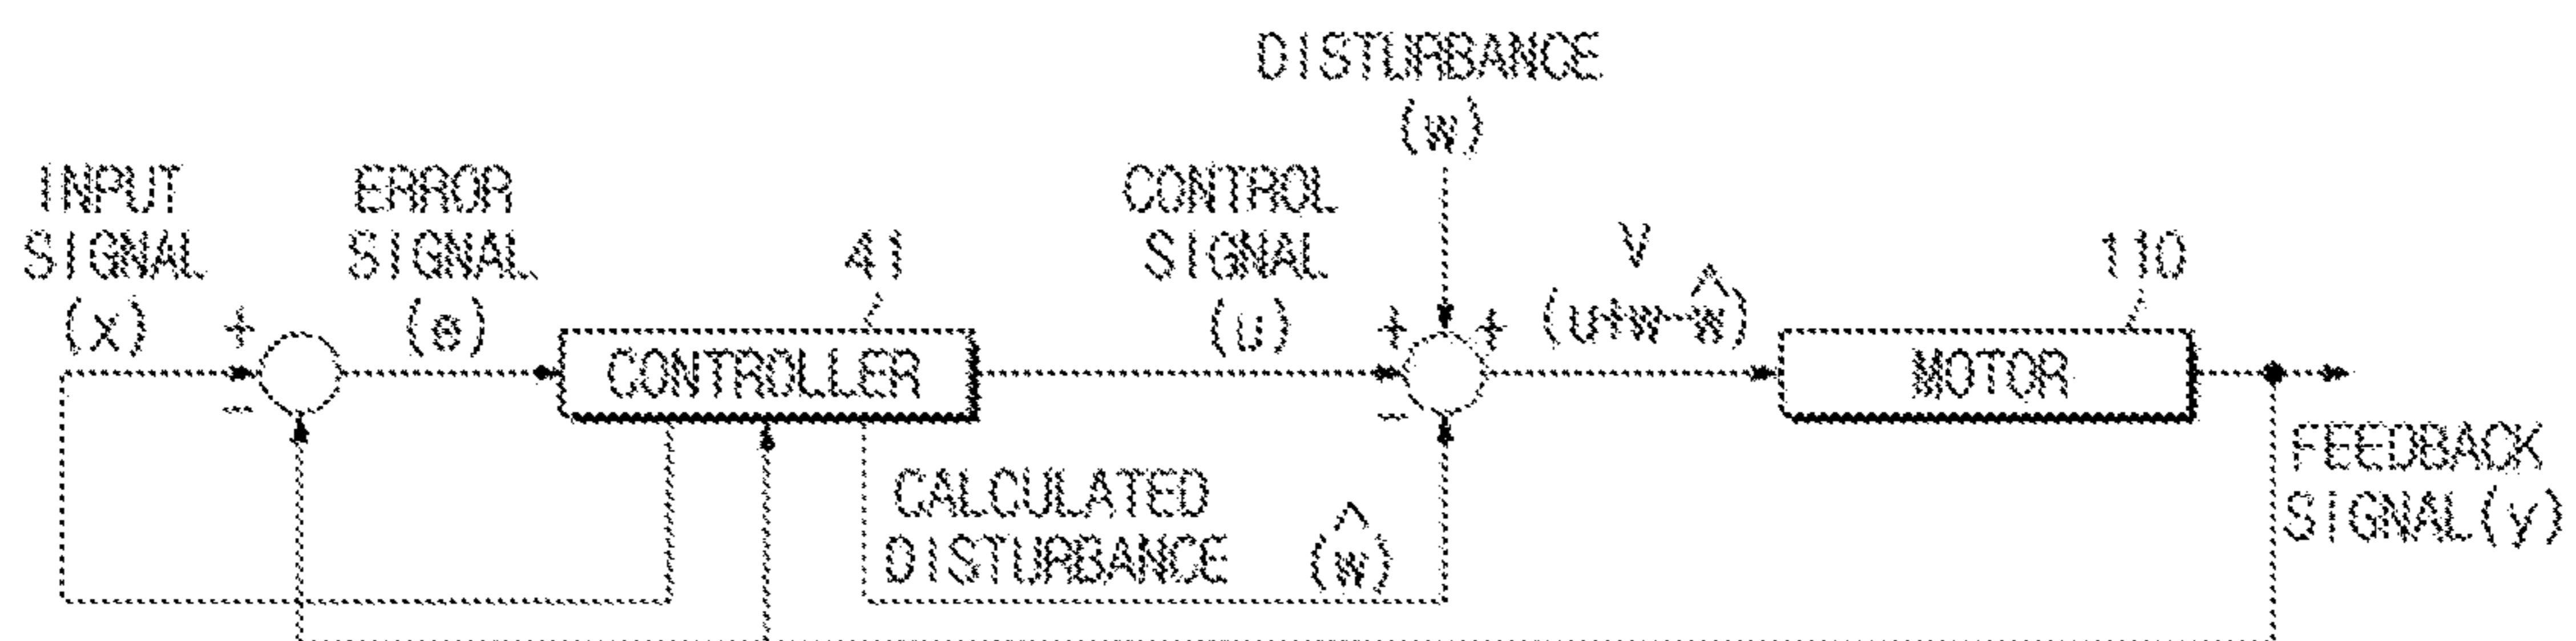 DISTURBANCE
(w)
INPUT
SIGNAL
(x)
ERROR
SIGNAL
(e)
41
CONTROL
SIGNAL
(u)
V
(u+w-ŵ)
110
+
-
CONTROLLER
+
+
-
MOTOR
CALCULATED
DISTURBANCE (ŵ)
FEEDBACK
SIGNAL(y)